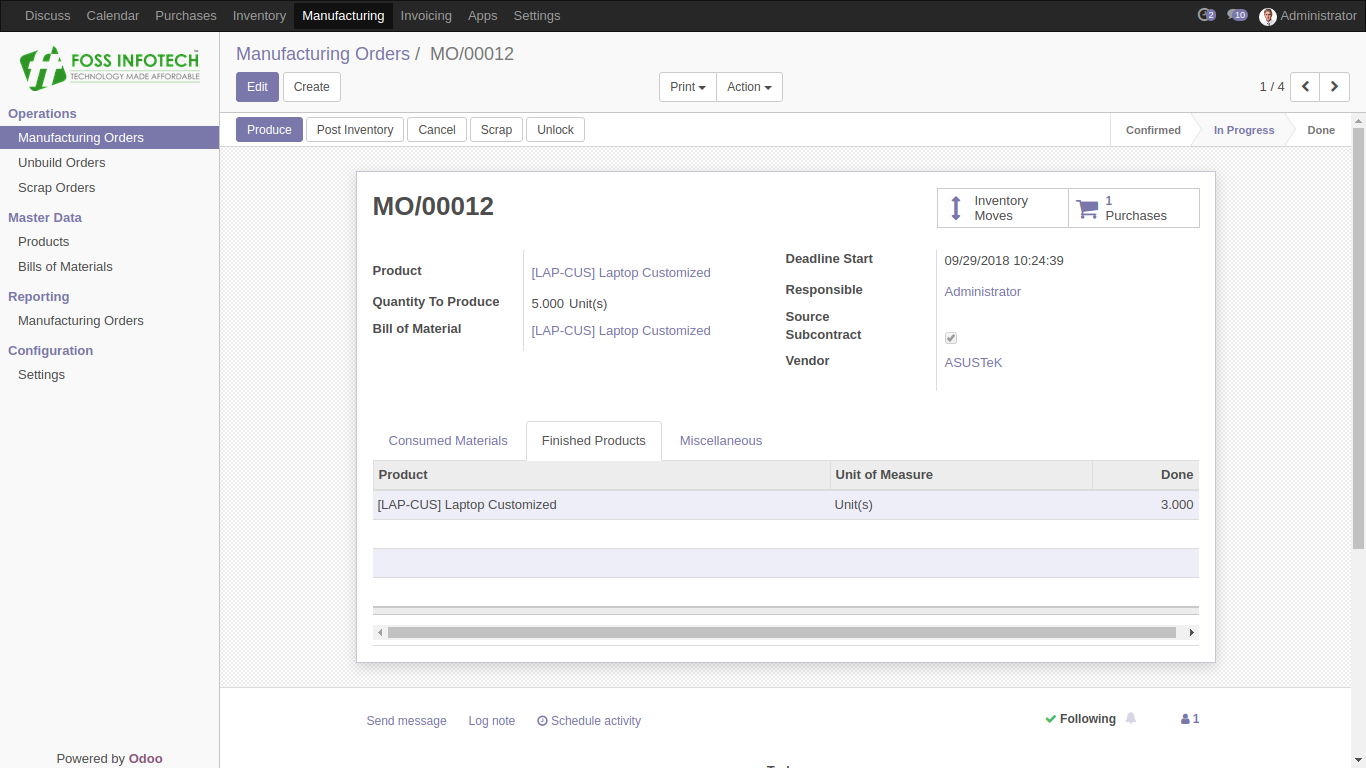 Discuss Calendar Purchases Inventory Manufacturing Invoicing Apps Settings 2 10 Administrator
FOSS INFOTECH
TECHNOLOGY MADE AFFORDABLE
Manufacturing Orders / MO/00012
Edit Create Print Action 1 / 4
Operations
Manufacturing Orders
Unbuild Orders
Scrap Orders
Master Data
Products
Bills of Materials
Reporting
Manufacturing Orders
Configuration
Settings
Powered by Odoo
Produce Post Inventory Cancel Scrap Unlock Confirmed In Progress Done
MO/00012
Inventory Moves
1 Purchases
Product [LAP-CUS] Laptop Customized
Quantity To Produce 5.000 Unit(s)
Bill of Material [LAP-CUS] Laptop Customized
Deadline Start 09/29/2018 10:24:39
Responsible Administrator
Source
Subcontract
Vendor ASUSTeK
Consumed Materials Finished Products Miscellaneous
Product Unit of Measure Done
[LAP-CUS] Laptop Customized Unit(s) 3.000
Send message Log note Schedule activity Following 1